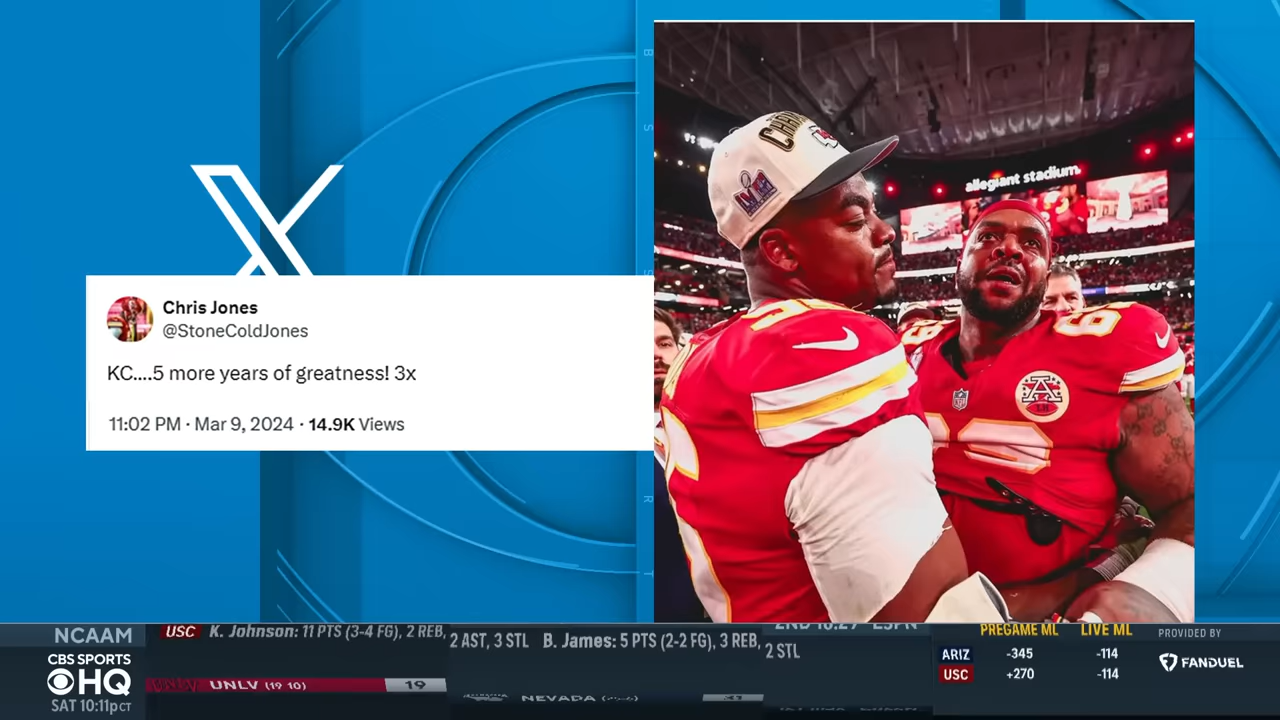 Chris Jones
@StoneColdJones
KC....5 more years of greatness! 3x
11:02 PM · Mar 9, 2024 · 14.9K Views
allegiant stadium.
NCAAM
CBS SPORTS
HQ
SAT 10:11P CT
USC K. Johnson: 11 PTS (3-4 FG), 2 REB,
2 AST, 3 STL B. James: 5 PTS (2-2 FG), 3 REB,
2 STL
UNLV (19-10) 19
NEVADA
PREGAME ML LIVE ML
ARIZ -345 -114
USC +270 -114
PROVIDED BY
FANDUEL